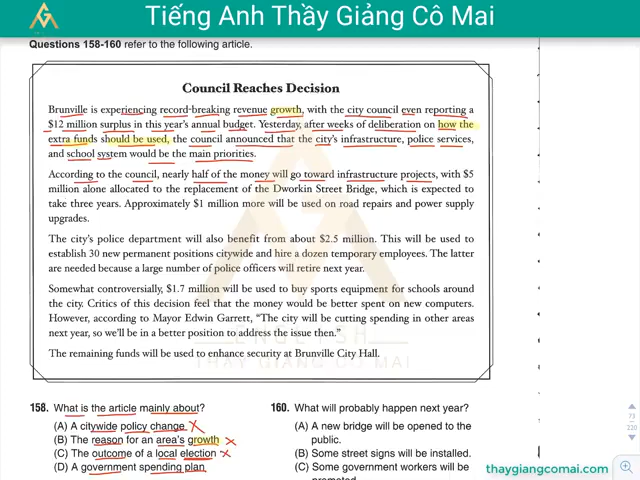 AG
Tiếng Anh Thầy Giảng Cô Mai
Questions 158-160 refer to the following article.
Council Reaches Decision
Brunville is experiencing record-breaking revenue growth, with the city council even reporting a
$12 million surplus in this year's annual budget. Yesterday, after weeks of deliberation on how the
extra funds should be used, the council announced that the city's infrastructure, police services,
and school system would be the main priorities.
According to the council, nearly half of the money will go toward infrastructure projects, with $5
million alone allocated to the replacement of the Dworkin Street Bridge, which is expected to
take three years. Approximately $1 million more will be used on road repairs and power supply
upgrades.
The city's police department will also benefit from about $2.5 million. This will be used to
establish 30 new permanent positions citywide and hire a dozen temporary employees. The latter
are needed because a large number of police officers will retire next year.
Somewhat controversially, $1.7 million will be used to buy sports equipment for schools around
the city. Critics of this decision feel that the money would be better spent on new computers.
However, according to Mayor Edwin Garrett, "The city will be cutting spending in other areas
next year, so we'll be in a better position to address the issue then."
ENGLISH
The remaining funds will be used to enhance security at Brunville City Hall.
THẦY GIẢNG CÔ MAI
158. What is the article mainly about?
(A) A citywide policy change
(B) The reason for an area's growth
(C) The outcome of a local election
(D) A government spending plan
160. What will probably happen next year?
(A) A new bridge will be opened to the
public.
(B) Some street signs will be installed.
(C) Some government workers will be
73
220
thaygiangcomai.com